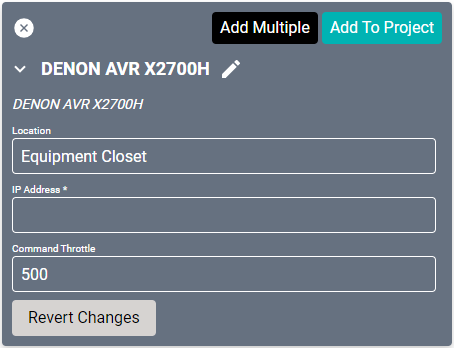 Add Multiple
Add To Project
DENON AVR X2700H
DENON AVR X2700H
Location
Equipment Closet
IP Address *
Command Throttle
500
Revert Changes